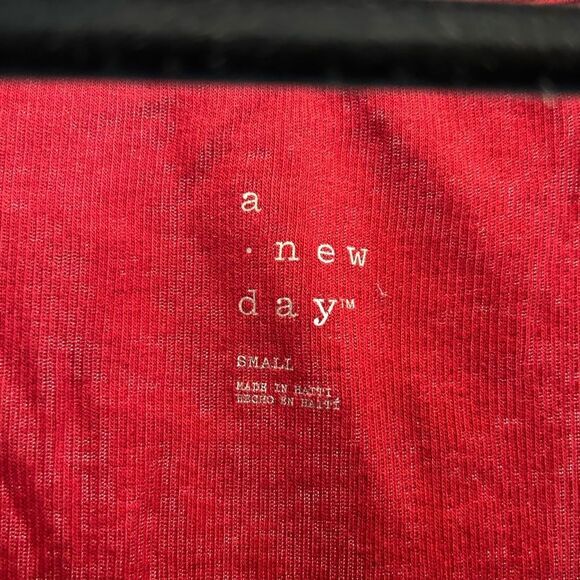 a
· new
day™
SMALL
MADE IN HAITI
HECHO EN HAITÍ